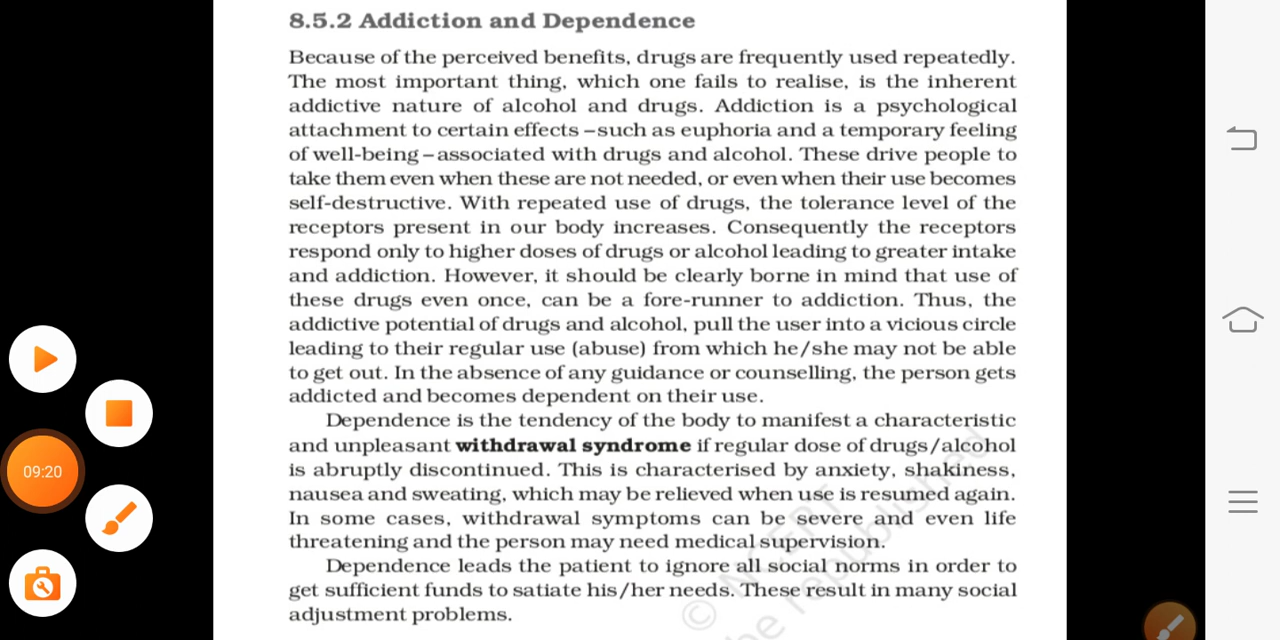 8.5.2 Addiction and Dependence
Because of the perceived benefits, drugs are frequently used repeatedly.
The most important thing, which one fails to realise, is the inherent
addictive nature of alcohol and drugs. Addiction is a psychological
attachment to certain effects –such as euphoria and a temporary feeling
of well-being – associated with drugs and alcohol. These drive people to
take them even when these are not needed, or even when their use becomes
self-destructive. With repeated use of drugs, the tolerance level of the
receptors present in our body increases. Consequently the receptors
respond only to higher doses of drugs or alcohol leading to greater intake
and addiction. However, it should be clearly borne in mind that use of
these drugs even once, can be a fore-runner to addiction. Thus, the
addictive potential of drugs and alcohol, pull the user into a vicious circle
leading to their regular use (abuse) from which he/she may not be able
to get out. In the absence of any guidance or counselling, the person gets
addicted and becomes dependent on their use.
Dependence is the tendency of the body to manifest a characteristic
and unpleasant withdrawal syndrome if regular dose of drugs/alcohol
is abruptly discontinued. This is characterised by anxiety, shakiness,
nausea and sweating, which may be relieved when use is resumed again.
In some cases, withdrawal symptoms can be severe and even life
threatening and the person may need medical supervision.
Dependence leads the patient to ignore all social norms in order to
get sufficient funds to satiate his/her needs. These result in many social
adjustment problems.
09:20
© NCERT
be republished